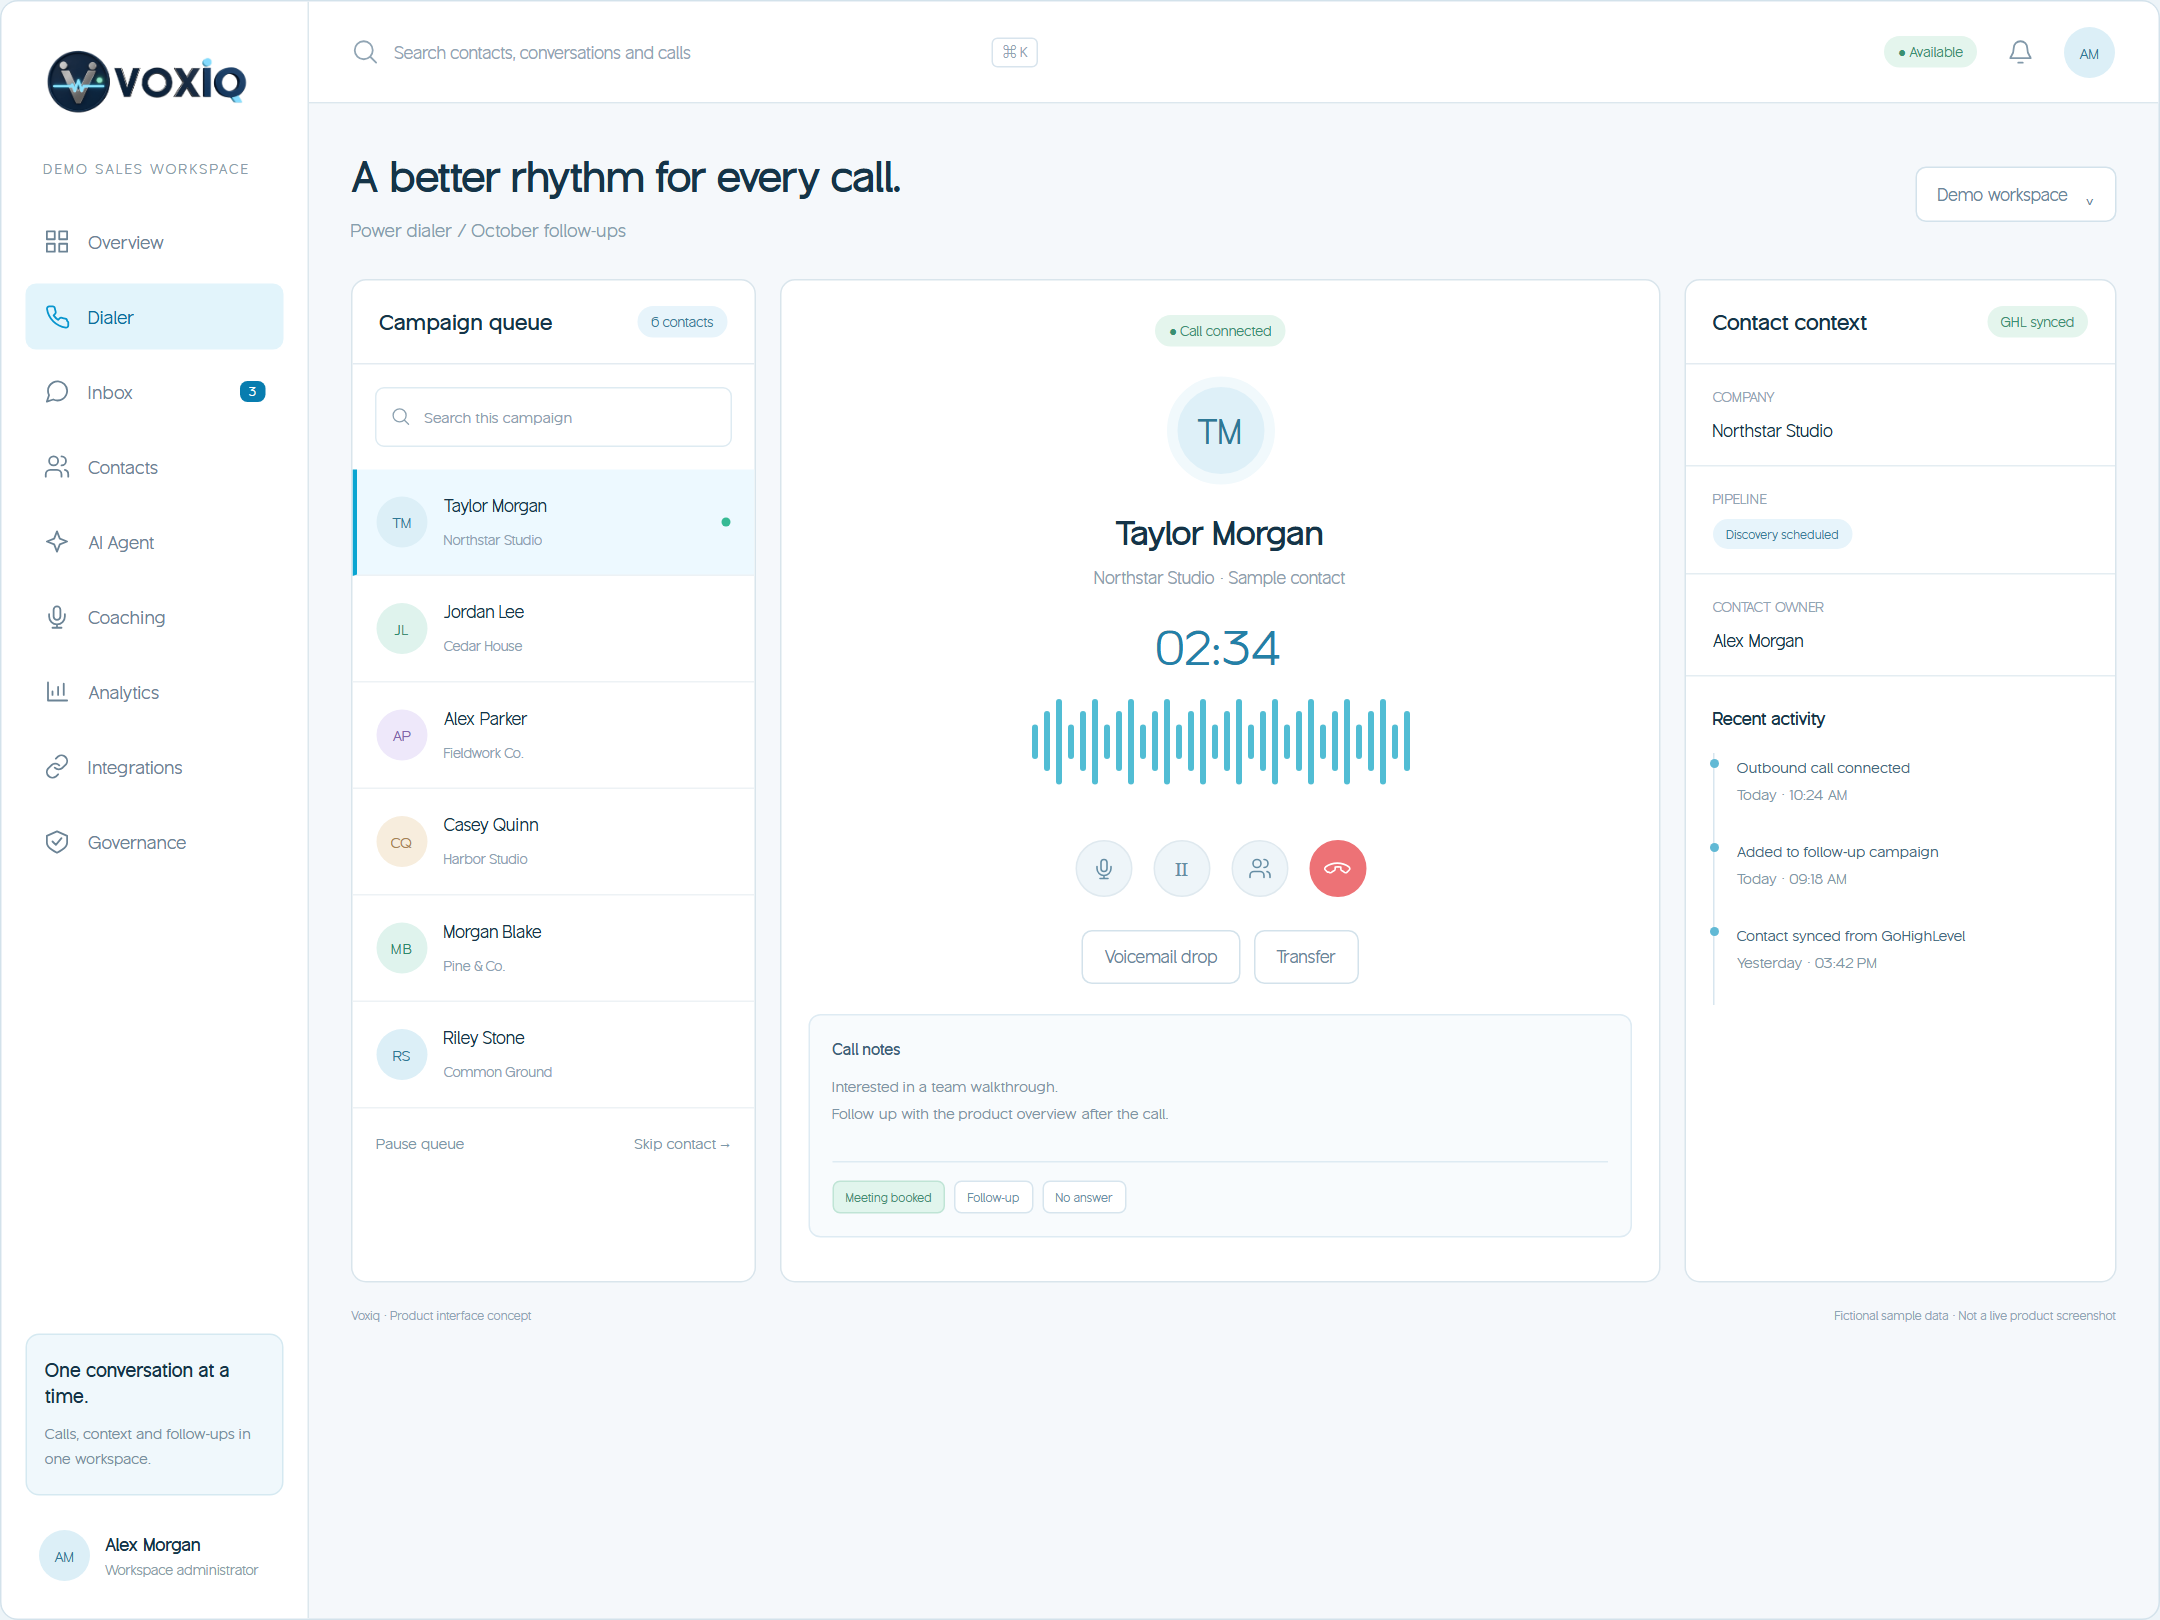 voxiq
DEMO SALES WORKSPACE
Overview
Dialer
Inbox
3
Contacts
AI Agent
Coaching
Analytics
Integrations
Governance
One conversation at a
time.
Calls, context and follow-ups in
one workspace.
AM
Alex Morgan
Workspace administrator
Search contacts, conversations and calls
⌘ K
● Available
AM
A better rhythm for every call.
Power dialer / October follow-ups
Demo workspace
Campaign queue
6 contacts
Search this campaign
TM
Taylor Morgan
Northstar Studio
JL
Jordan Lee
Cedar House
AP
Alex Parker
Fieldwork Co.
CQ
Casey Quinn
Harbor Studio
MB
Morgan Blake
Pine & Co.
RS
Riley Stone
Common Ground
Pause queue
Skip contact →
● Call connected
TM
Taylor Morgan
Northstar Studio · Sample contact
02:34
Voicemail drop
Transfer
Call notes
Interested in a team walkthrough.
Follow up with the product overview after the call.
Meeting booked
Follow-up
No answer
Contact context
GHL synced
COMPANY
Northstar Studio
PIPELINE
Discovery scheduled
CONTACT OWNER
Alex Morgan
Recent activity
Outbound call connected
Today · 10:24 AM
Added to follow-up campaign
Today · 09:18 AM
Contact synced from GoHighLevel
Yesterday · 03:42 PM
Voxiq · Product interface concept
Fictional sample data · Not a live product screenshot